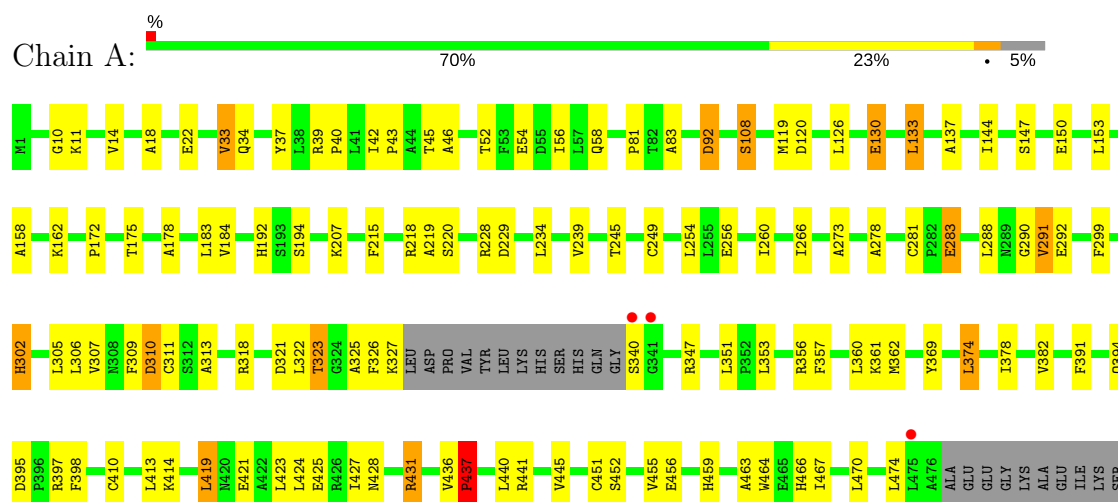 %
Chain A:
70% 23% • 5%
M1 G10 K11 V14 A18 E22 V33 Q34 Y37 L38 R39 P40 L41 I42 P43 A44 T45 A46 T52 F53 E54 D55 I56 L57 Q58 P81 T82 A83 D92 S108 M119 D120 L126 E130 L133 A137 I144 S147 E150 L153
A158 K162 P172 T175 A178 L183 V184 H192 S193 S194 K207 F215 R218 A219 S220 R228 D229 L234 V239 T245 C249 L254 L255 E256 I260 I266 A273 A278 C281 P282 E283 L288 N289 G290 V291 E292 F299
H302 L305 L306 V307 N308 F309 D310 C311 S312 A313 R318 D321 L322 T323 G324 A325 F326 K327 LEU ASP PRO VAL TYR LEU LYS HIS SER HIS GLN GLY S340 G341 R347 L351 P352 L353 R356 F357 L360 K361 M362 Y369 L374 I378 V382 F391
D395 P396 R397 F398 C410 L413 K414 L419 N420 E421 A422 L423 L424 E425 R426 I427 N428 R431 V436 P437 L440 R441 V445 C451 S452 V455 E456 H459 A463 W464 E465 H466 I467 L470 L474 L475 A476 ALA GLU GLU GLY LYS ALA GLU ILE LYS